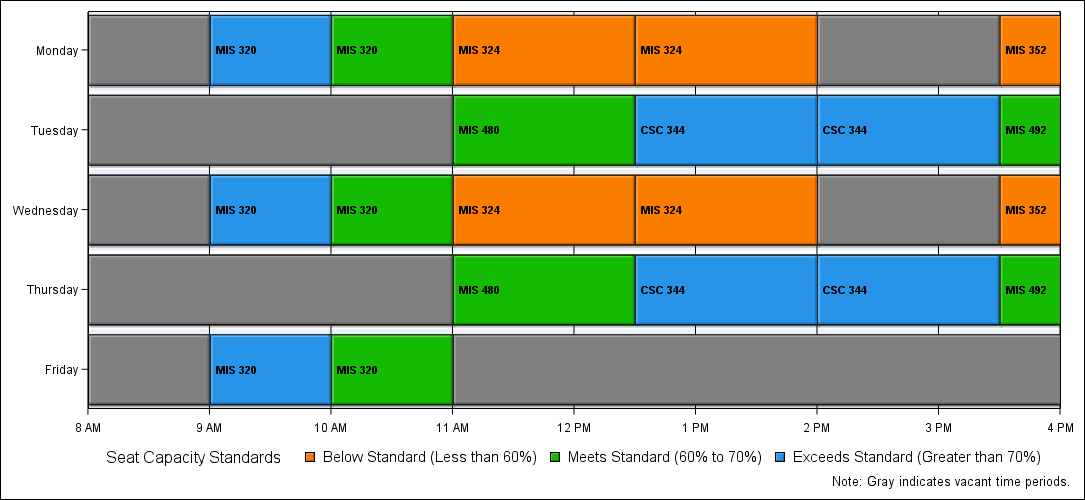 Monday MIS 320 MIS 320 MIS 324 MIS 324 MIS 352
Tuesday MIS 480 CSC 344 CSC 344 MIS 492
Wednesday MIS 320 MIS 320 MIS 324 MIS 324 MIS 352
Thursday MIS 480 CSC 344 CSC 344 MIS 492
Friday MIS 320 MIS 320
8 AM 9 AM 10 AM 11 AM 12 PM 1 PM 2 PM 3 PM 4 PM
Seat Capacity Standards Below Standard (Less than 60%) Meets Standard (60% to 70%) Exceeds Standard (Greater than 70%)
Note: Gray indicates vacant time periods.